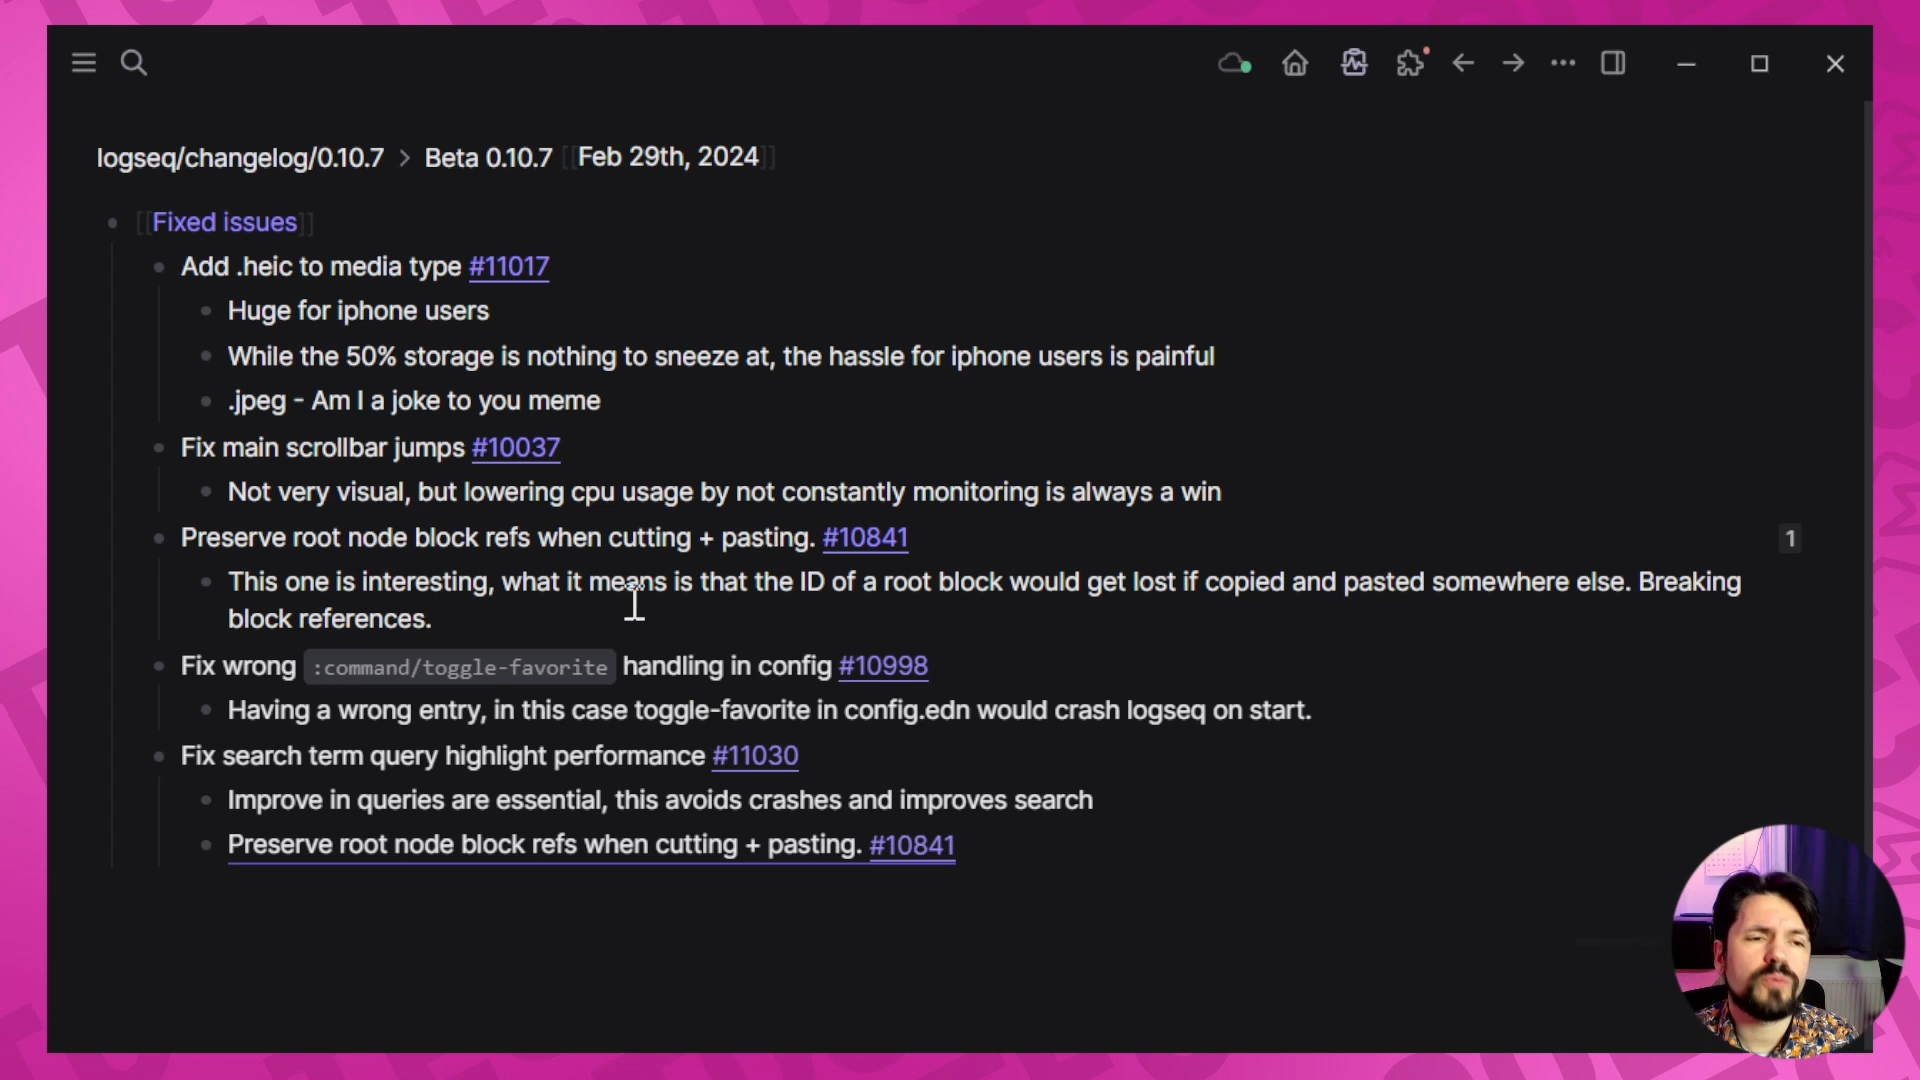 logseq/changelog/0.10.7 > Beta 0.10.7 [[Feb 29th, 2024]]
[[Fixed issues]]
Add .heic to media type #11017
Huge for iphone users
While the 50% storage is nothing to sneeze at, the hassle for iphone users is painful
.jpeg - Am I a joke to you meme
Fix main scrollbar jumps #10037
Not very visual, but lowering cpu usage by not constantly monitoring is always a win
Preserve root node block refs when cutting + pasting. #10841 1
This one is interesting, what it means is that the ID of a root block would get lost if copied and pasted somewhere else. Breaking
block references.
Fix wrong :command/toggle-favorite handling in config #10998
Having a wrong entry, in this case toggle-favorite in config.edn would crash logseq on start.
Fix search term query highlight performance #11030
Improve in queries are essential, this avoids crashes and improves search
Preserve root node block refs when cutting + pasting. #10841